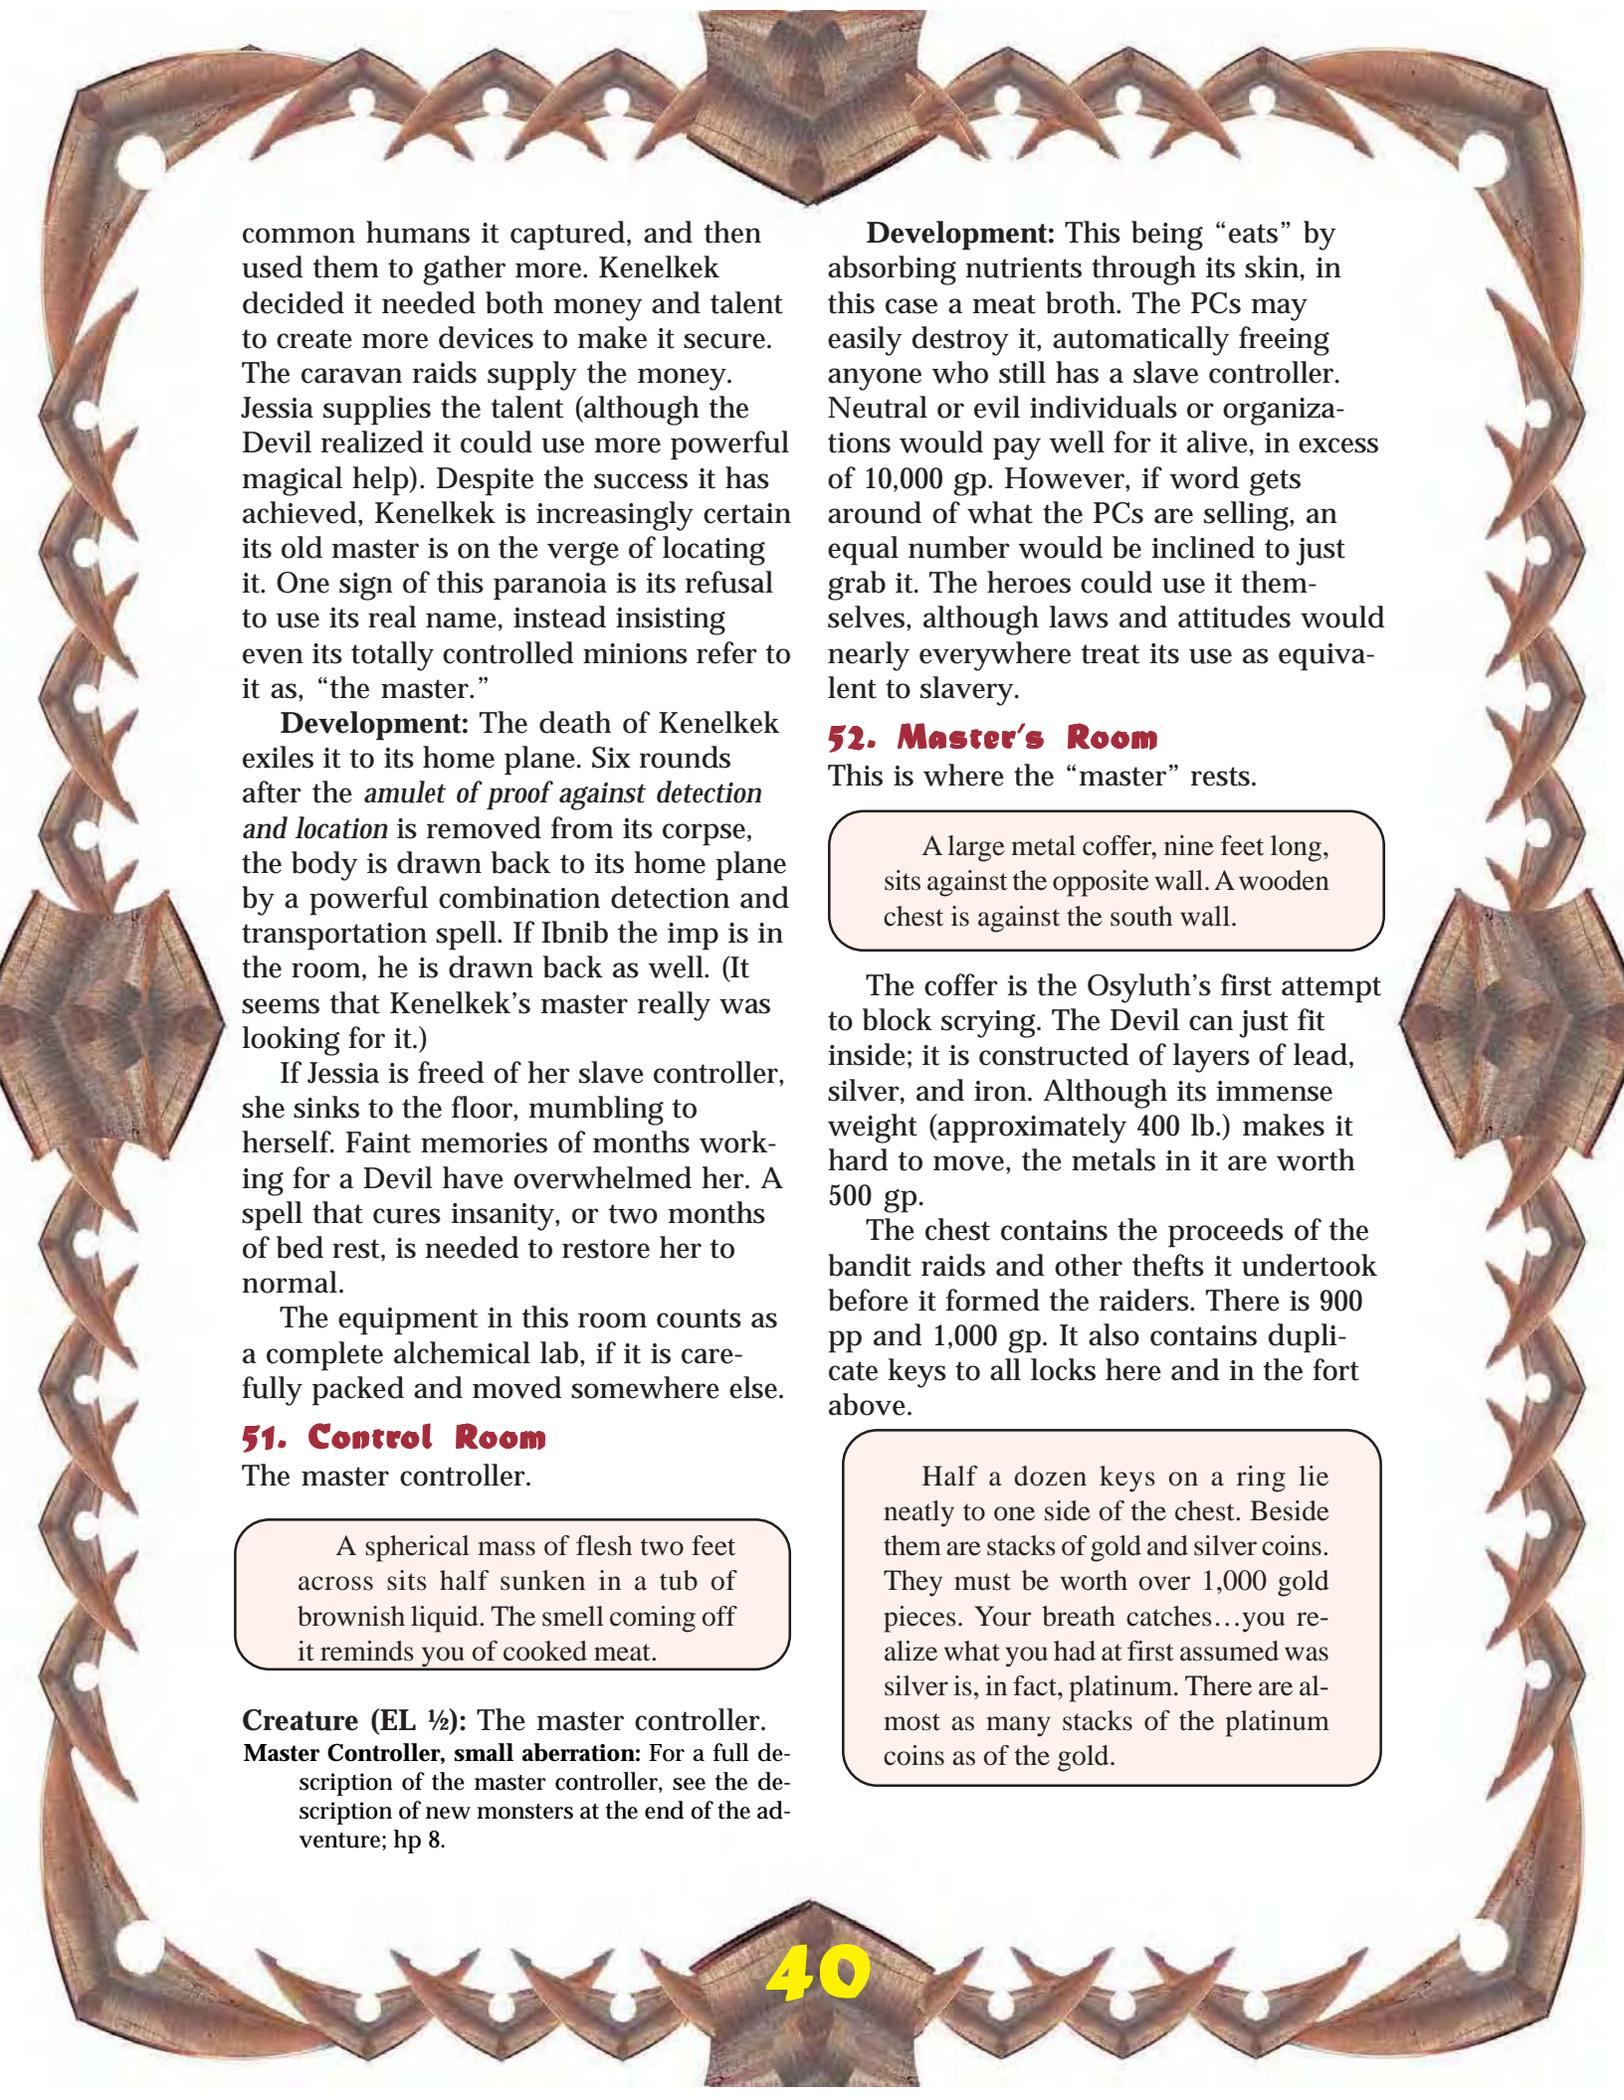 common humans it captured, and then
used them to gather more. Kenelkek
decided it needed both money and talent
to create more devices to make it secure.
The caravan raids supply the money.
Jessia supplies the talent (although the
Devil realized it could use more powerful
magical help). Despite the success it has
achieved, Kenelkek is increasingly certain
its old master is on the verge of locating
it. One sign of this paranoia is its refusal
to use its real name, instead insisting
even its totally controlled minions refer to
it as, “the master.”
Development: The death of Kenelkek
exiles it to its home plane. Six rounds
after the amulet of proof against detection
and location is removed from its corpse,
the body is drawn back to its home plane
by a powerful combination detection and
transportation spell. If Ibnib the imp is in
the room, he is drawn back as well. (It
seems that Kenelkek’s master really was
looking for it.)
If Jessia is freed of her slave controller,
she sinks to the floor, mumbling to
herself. Faint memories of months work-
ing for a Devil have overwhelmed her. A
spell that cures insanity, or two months
of bed rest, is needed to restore her to
normal.
The equipment in this room counts as
a complete alchemical lab, if it is care-
fully packed and moved somewhere else.
51. Control Room
The master controller.
A spherical mass of flesh two feet
across sits half sunken in a tub of
brownish liquid. The smell coming off
it reminds you of cooked meat.
Creature (EL ½): The master controller.
Master Controller, small aberration: For a full de-
scription of the master controller, see the de-
scription of new monsters at the end of the ad-
venture; hp 8.
Development: This being “eats” by
absorbing nutrients through its skin, in
this case a meat broth. The PCs may
easily destroy it, automatically freeing
anyone who still has a slave controller.
Neutral or evil individuals or organiza-
tions would pay well for it alive, in excess
of 10,000 gp. However, if word gets
around of what the PCs are selling, an
equal number would be inclined to just
grab it. The heroes could use it them-
selves, although laws and attitudes would
nearly everywhere treat its use as equiva-
lent to slavery.
52. Master’s Room
This is where the “master” rests.
A large metal coffer, nine feet long,
sits against the opposite wall. A wooden
chest is against the south wall.
The coffer is the Osyluth’s first attempt
to block scrying. The Devil can just fit
inside; it is constructed of layers of lead,
silver, and iron. Although its immense
weight (approximately 400 lb.) makes it
hard to move, the metals in it are worth
500 gp.
The chest contains the proceeds of the
bandit raids and other thefts it undertook
before it formed the raiders. There is 900
pp and 1,000 gp. It also contains dupli-
cate keys to all locks here and in the fort
above.
Half a dozen keys on a ring lie
neatly to one side of the chest. Beside
them are stacks of gold and silver coins.
They must be worth over 1,000 gold
pieces. Your breath catches…you re-
alize what you had at first assumed was
silver is, in fact, platinum. There are al-
most as many stacks of the platinum
coins as of the gold.
40